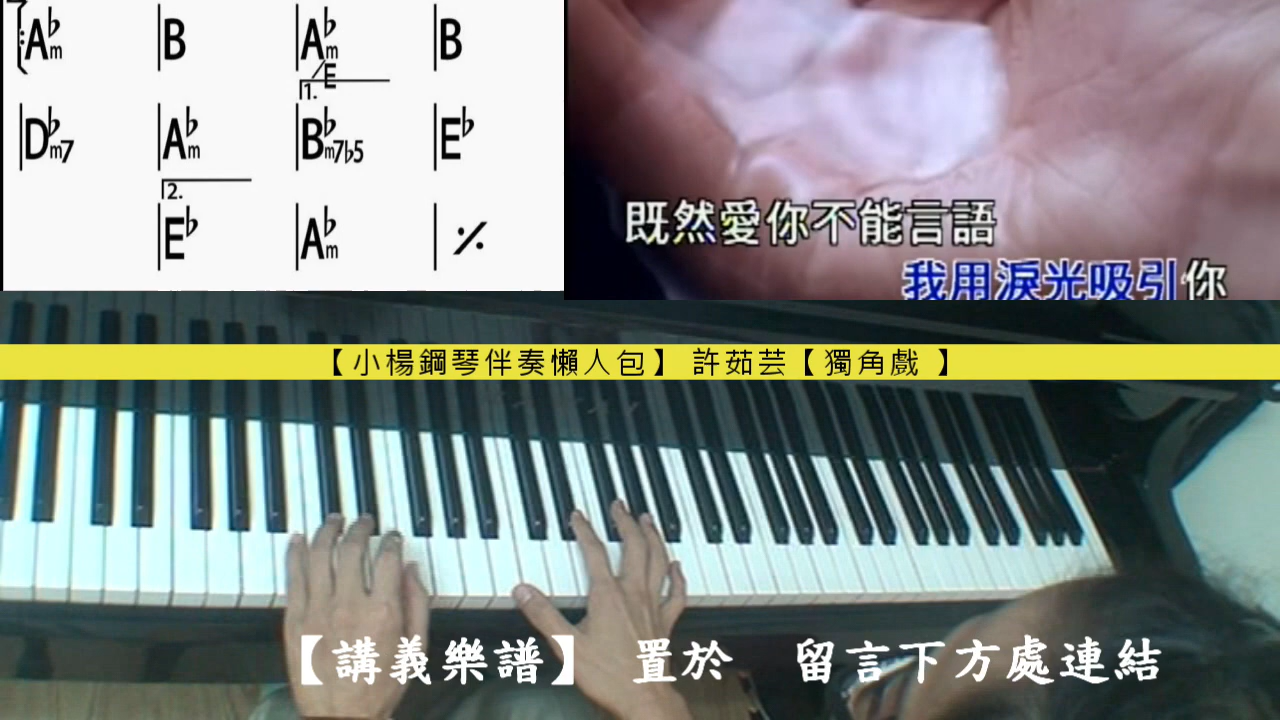 A♭m B A♭m/E B
1.
D♭m7 A♭m B♭m7♭5 E♭
2.
E♭ A♭m 𝄎
既然愛你不能言語
我用淚光吸引你
【小楊鋼琴伴奏懶人包】 許茹芸【獨角戲 】
【講義樂譜】 置於 留言下方處連結